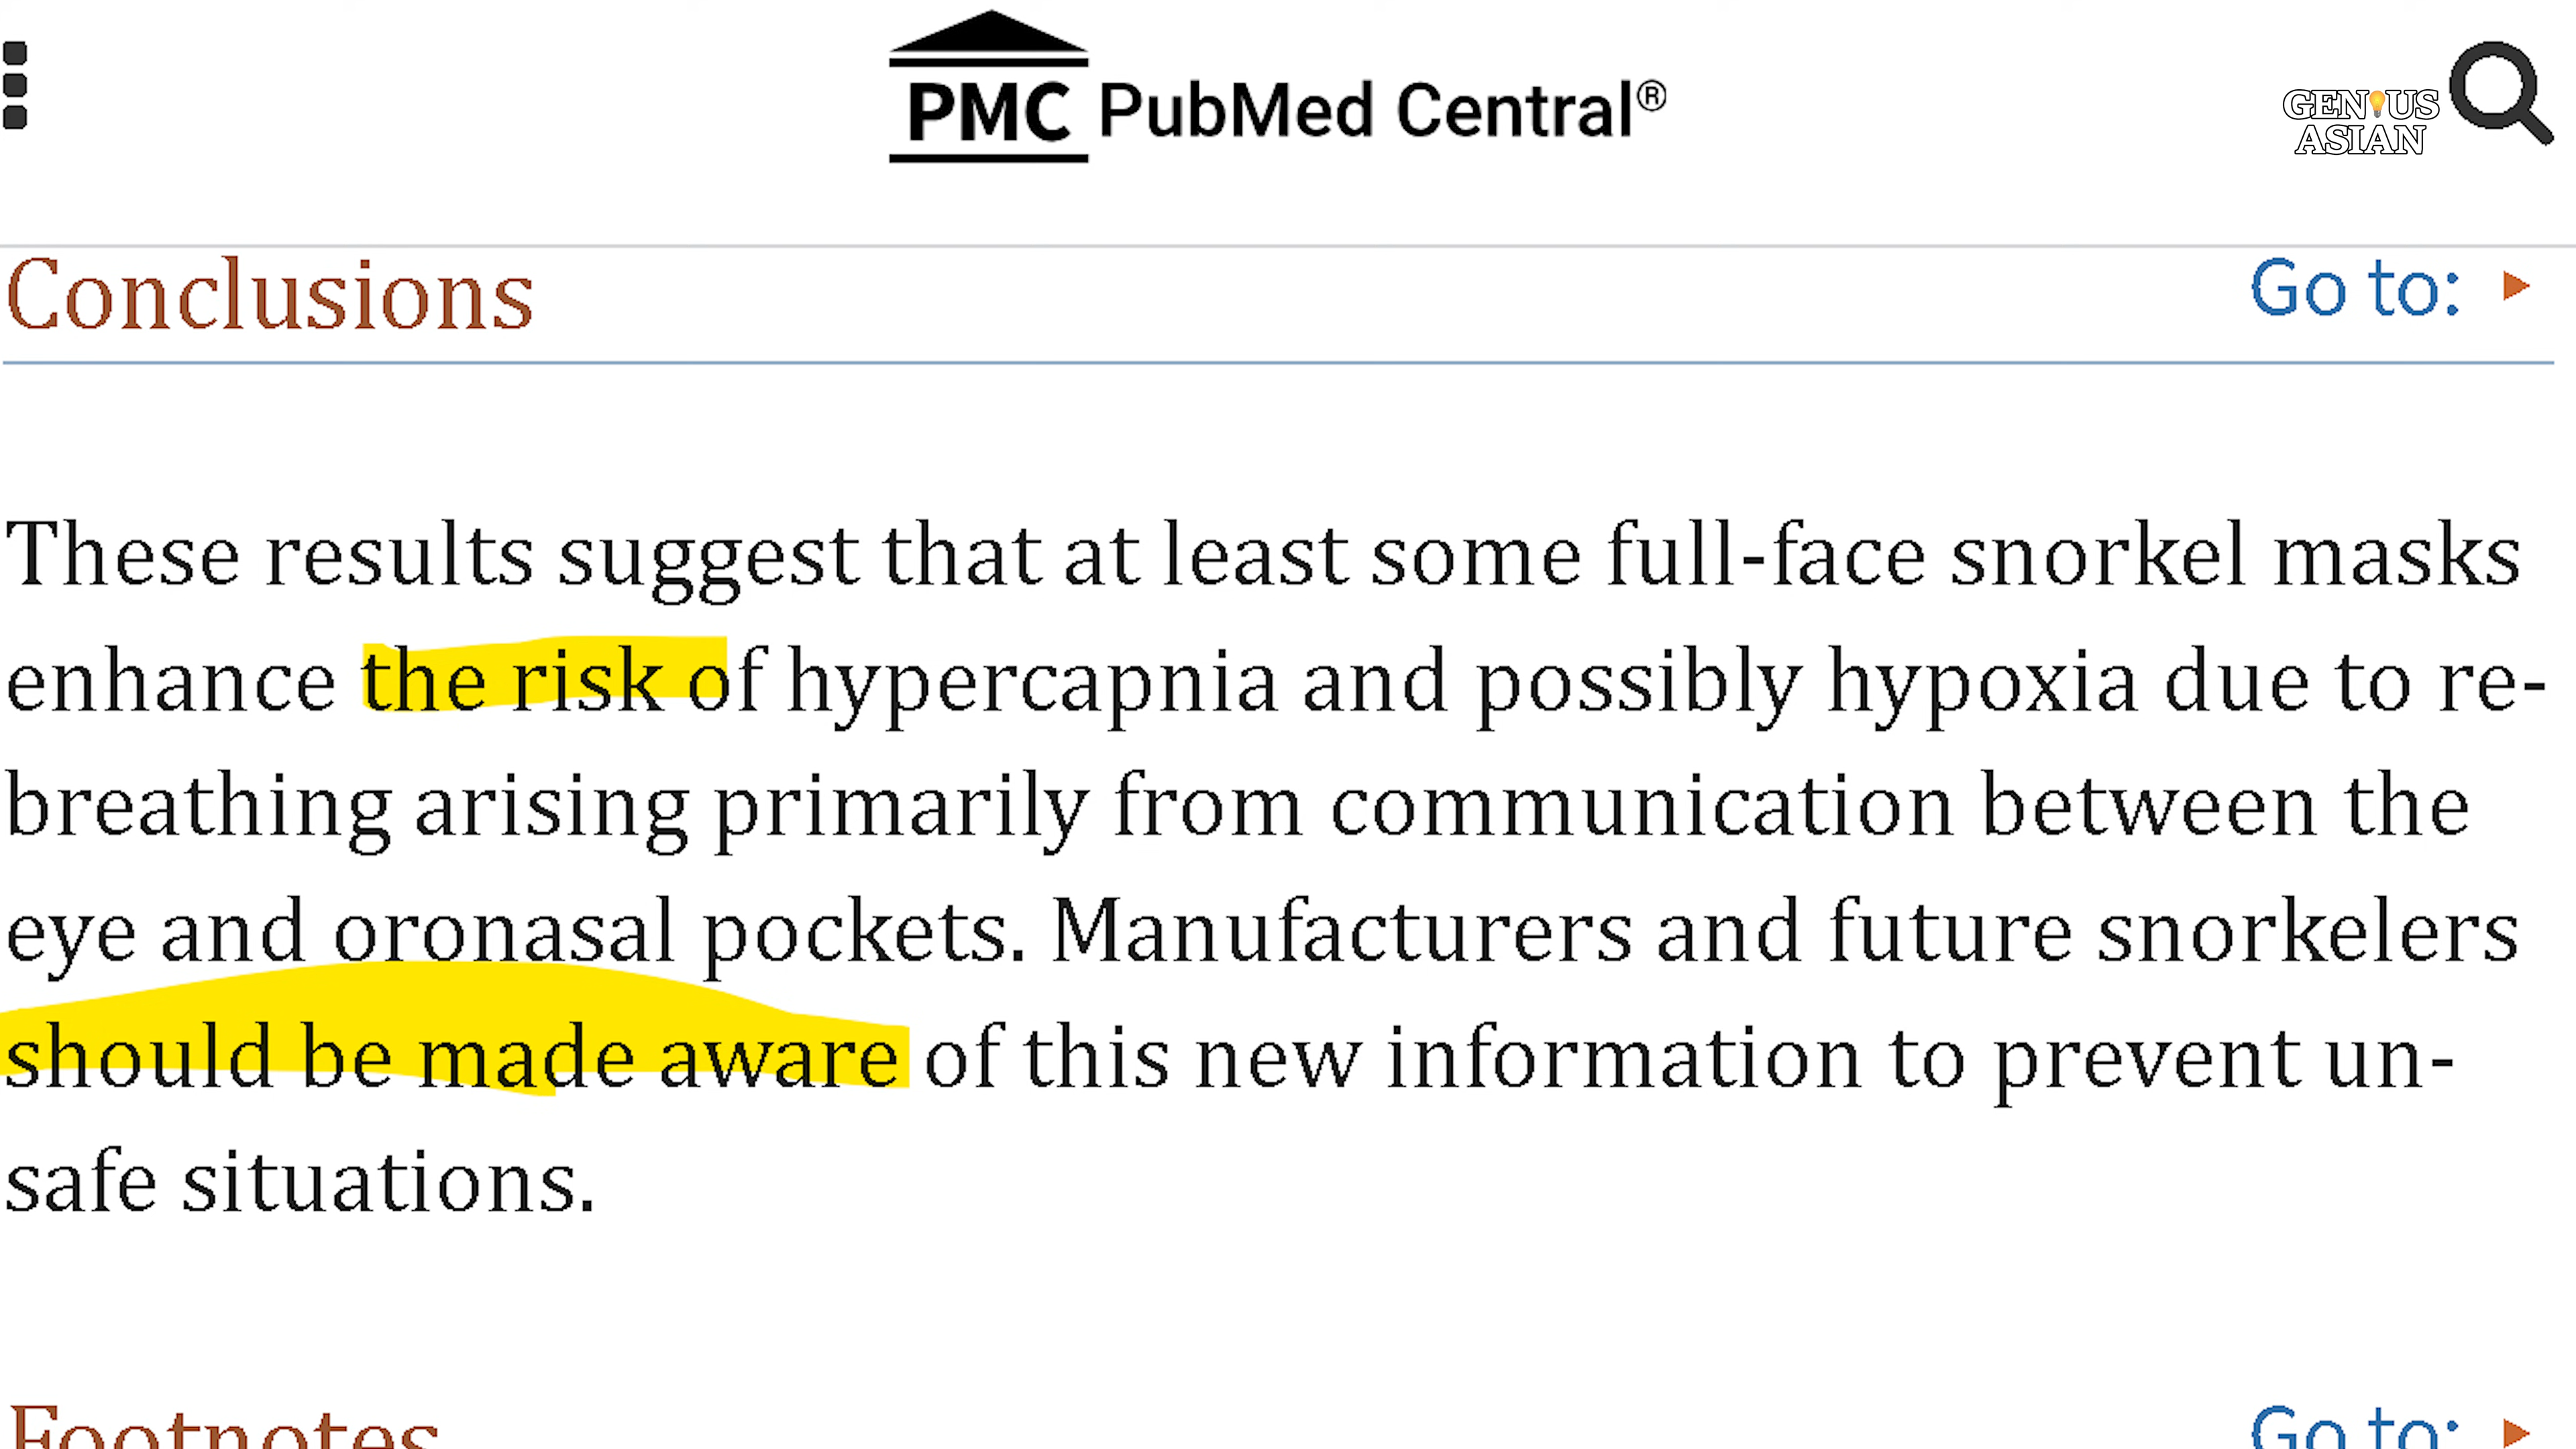 PMC PubMed Central®
GENIUS
ASIAN
Conclusions Go to:
These results suggest that at least some full-face snorkel masks
enhance the risk of hypercapnia and possibly hypoxia due to re-
breathing arising primarily from communication between the
eye and oronasal pockets. Manufacturers and future snorkelers
should be made aware of this new information to prevent un-
safe situations.
Footnotes Go to: